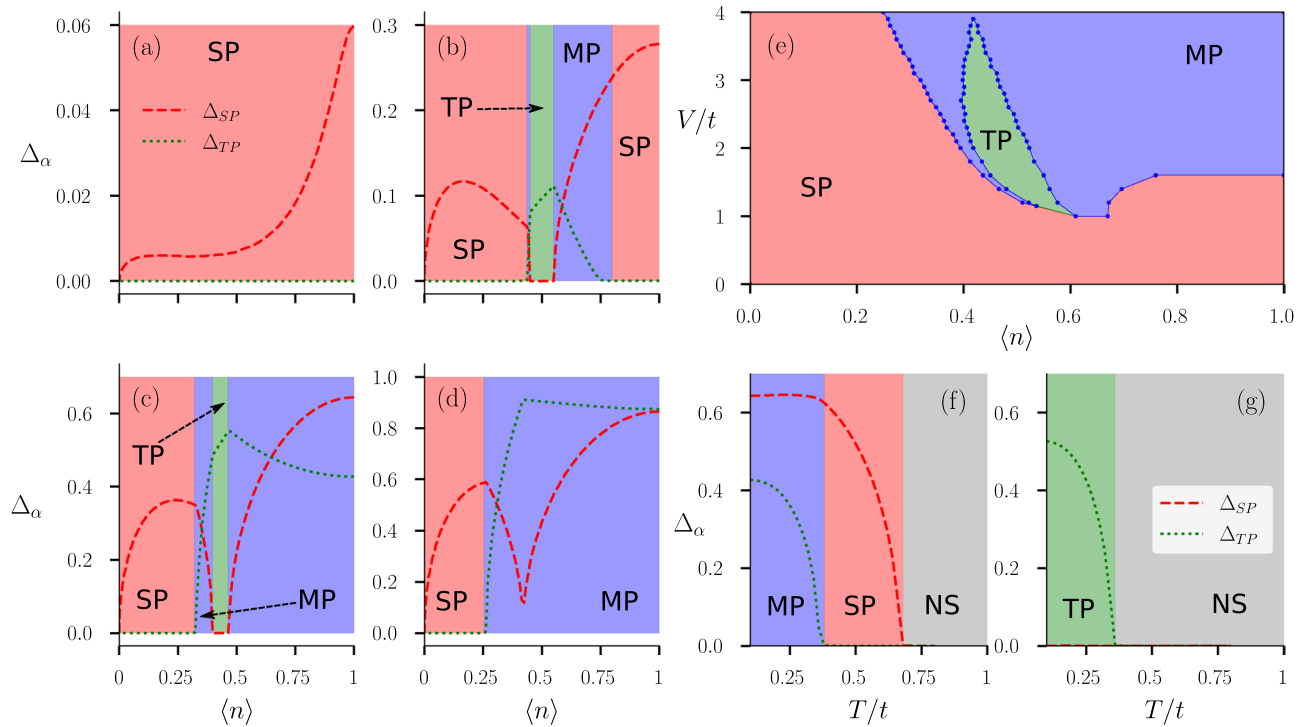 (a)
SP
Δ_SP
Δ_TP
Δ_α
0.06
0.04
0.02
0.00
(b)
MP
TP
SP
SP
0.3
0.2
0.1
0.0
(e)
MP
TP
SP
V/t
4
3
2
1
0
0.0 0.2 0.4 0.6 0.8 1.0
⟨n⟩
(c)
TP
SP
MP
Δ_α
0.6
0.4
0.2
0.0
0 0.25 0.5 0.75 1
⟨n⟩
(d)
SP
MP
1.0
0.8
0.6
0.4
0.2
0.0
0 0.25 0.5 0.75 1
⟨n⟩
(f)
MP SP NS
Δ_α
0.6
0.4
0.2
0.0
0.25 0.5 0.75 1
T/t
(g)
Δ_SP
Δ_TP
TP NS
0.6
0.4
0.2
0.0
0.25 0.5 0.75 1
T/t